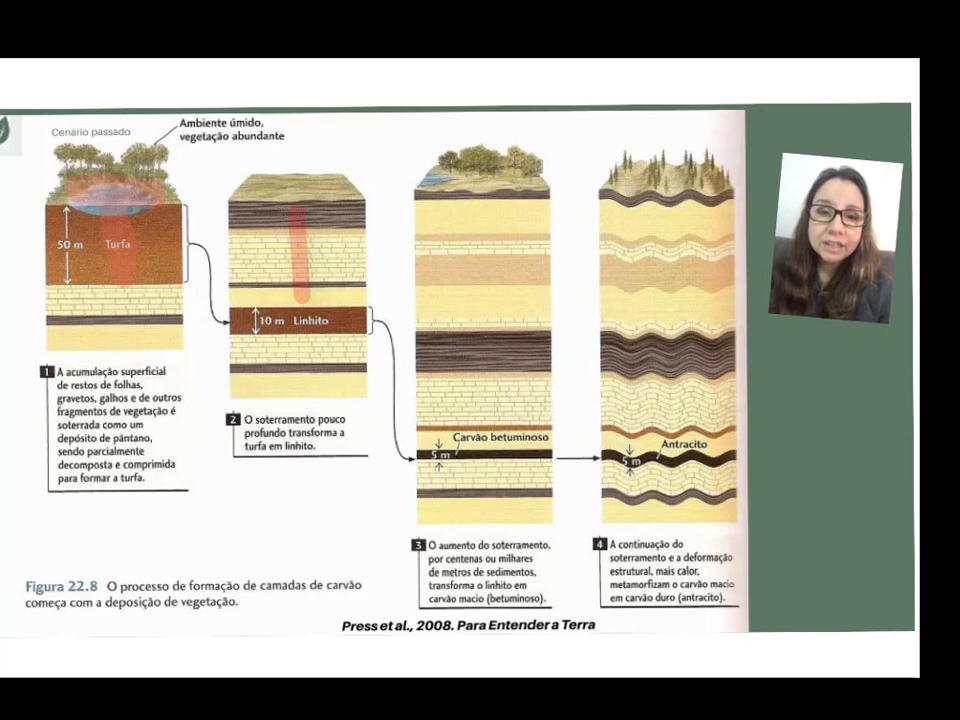 Cenário passado
Ambiente úmido,
vegetação abundante
50 m
Turfa
10 m Linhito
Carvão betuminoso
5 m
Antracito
5 m
1 A acumulação superficial
de restos de folhas,
gravetos, galhos e de outros
fragmentos de vegetação é
soterrada como um
depósito de pântano,
sendo parcialmente
decomposta e comprimida
para formar a turfa.
2 O soterramento pouco
profundo transforma a
turfa em linhito.
3 O aumento do soterramento,
por centenas ou milhares
de metros de sedimentos,
transforma o linhito em
carvão macio (betuminoso).
4 A continuação do
soterramento e a deformação
estrutural, mais calor,
metamorfizam o carvão macio
em carvão duro (antracito).
Figura 22.8 O processo de formação de camadas de carvão
começa com a deposição de vegetação.
Press et al., 2008. Para Entender a Terra